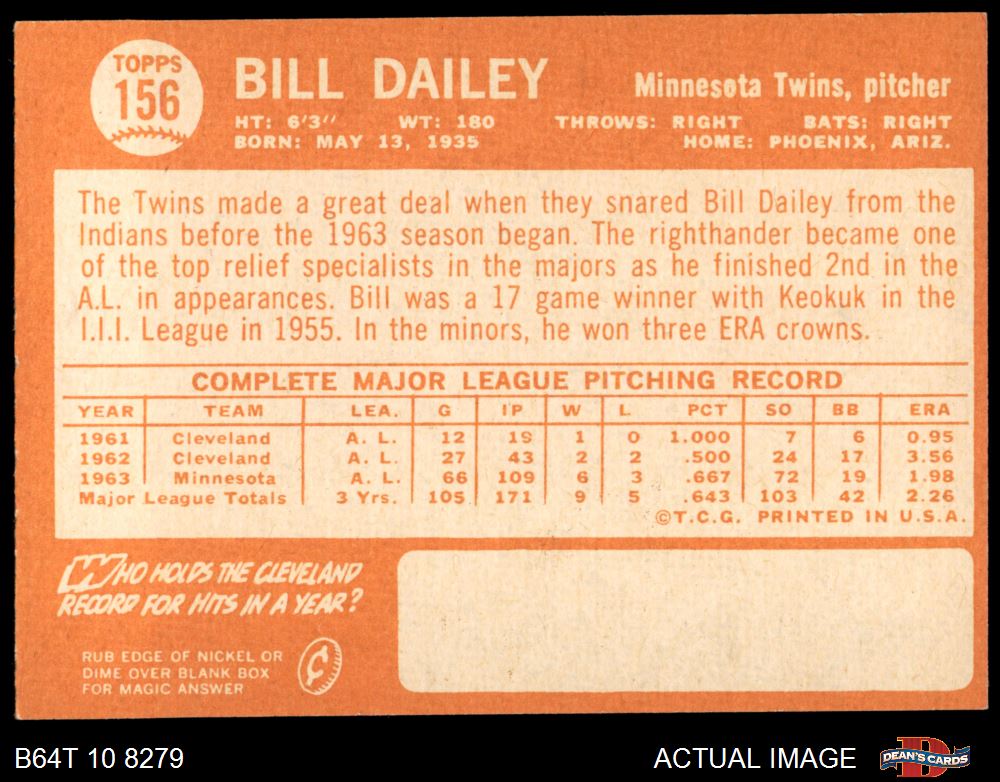 TOPPS
156
BILL DAILEY
Minnesota Twins, pitcher
HT: 6'3" WT: 180 THROWS: RIGHT BATS: RIGHT
BORN: MAY 13, 1935 HOME: PHOENIX, ARIZ.
The Twins made a great deal when they snared Bill Dailey from the
Indians before the 1963 season began. The righthander became one
of the top relief specialists in the majors as he finished 2nd in the
A.L. in appearances. Bill was a 17 game winner with Keokuk in the
I.I.I. League in 1955. In the minors, he won three ERA crowns.
COMPLETE MAJOR LEAGUE PITCHING RECORD
YEAR TEAM LEA. G IP W L PCT SO BB ERA
1961 Cleveland A. L. 12 19 1 0 1.000 7 6 0.95
1962 Cleveland A. L. 27 43 2 2 .500 24 17 3.56
1963 Minnesota A. L. 66 109 6 3 .667 72 19 1.98
Major League Totals 3 Yrs. 105 171 9 5 .643 103 42 2.26
©T.C.G. PRINTED IN U.S.A.
WHO HOLDS THE CLEVELAND
RECORD FOR HITS IN A YEAR?
RUB EDGE OF NICKEL OR
DIME OVER BLANK BOX
FOR MAGIC ANSWER
¢
B64T 10 8279
ACTUAL IMAGE
DEAN'S CARDS